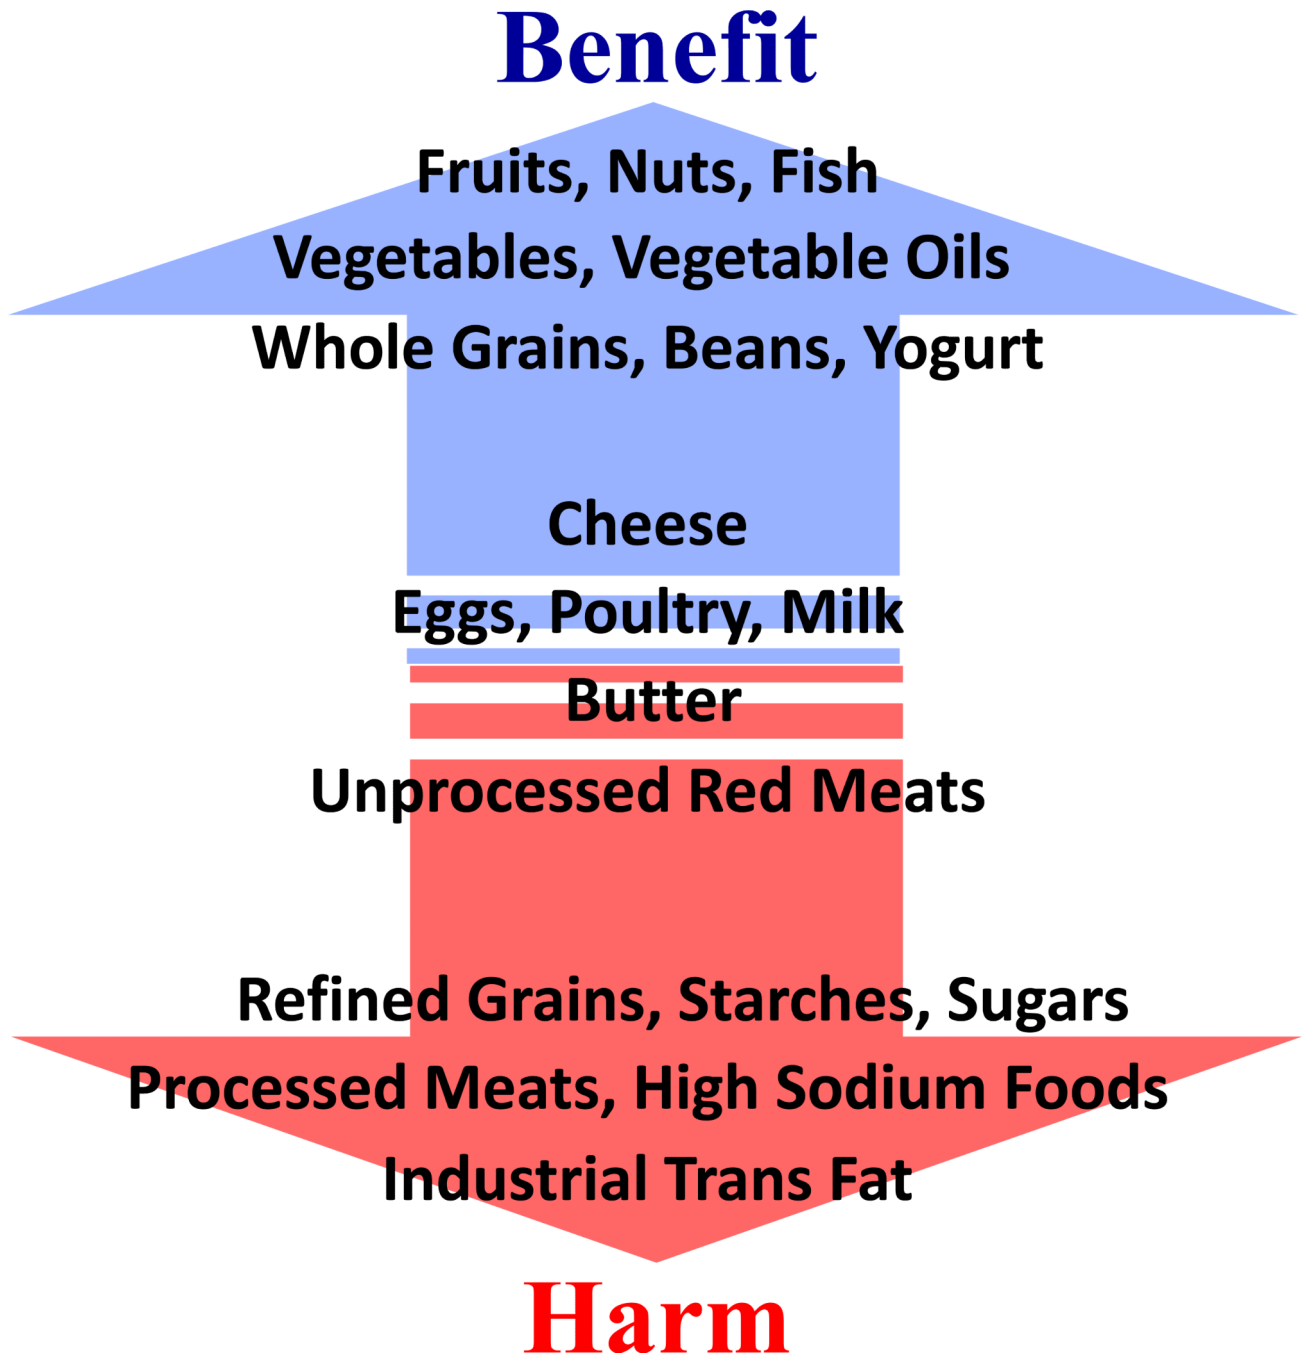 Benefit
Fruits, Nuts, Fish
Vegetables, Vegetable Oils
Whole Grains, Beans, Yogurt
Cheese
Eggs, Poultry, Milk
Butter
Unprocessed Red Meats
Refined Grains, Starches, Sugars
Processed Meats, High Sodium Foods
Industrial Trans Fat
Harm